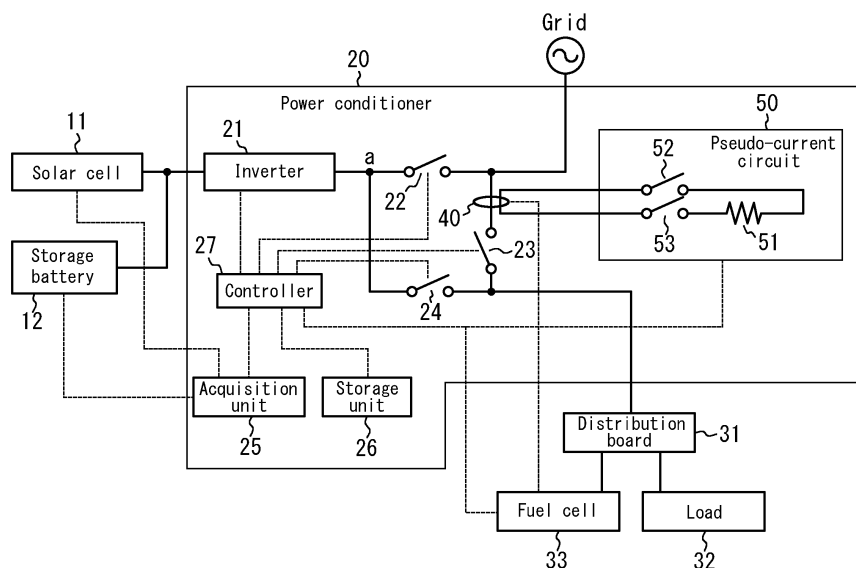 Grid
20
50
Power conditioner
11
21
Pseudo-current
circuit
52
a
Solar cell
Inverter
22
40
53
51
27
23
Storage
battery
Controller
24
12
Acquisition
unit
Storage
unit
25
26
Distribution
board
31
Fuel cell
Load
33
32